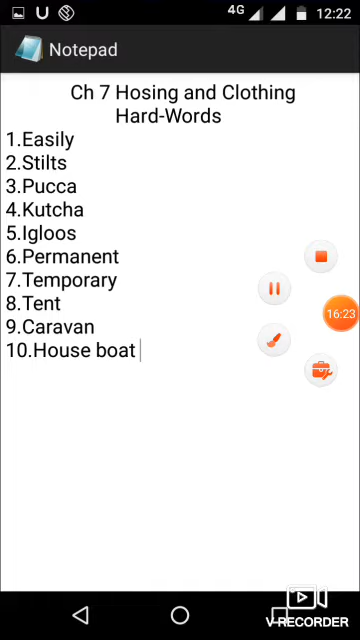 4G 12:22
Notepad
Ch 7 Hosing and Clothing
Hard-Words
1.Easily
2.Stilts
3.Pucca
4.Kutcha
5.Igloos
6.Permanent
7.Temporary
8.Tent
9.Caravan
10.House boat
16:23
V-RECORDER